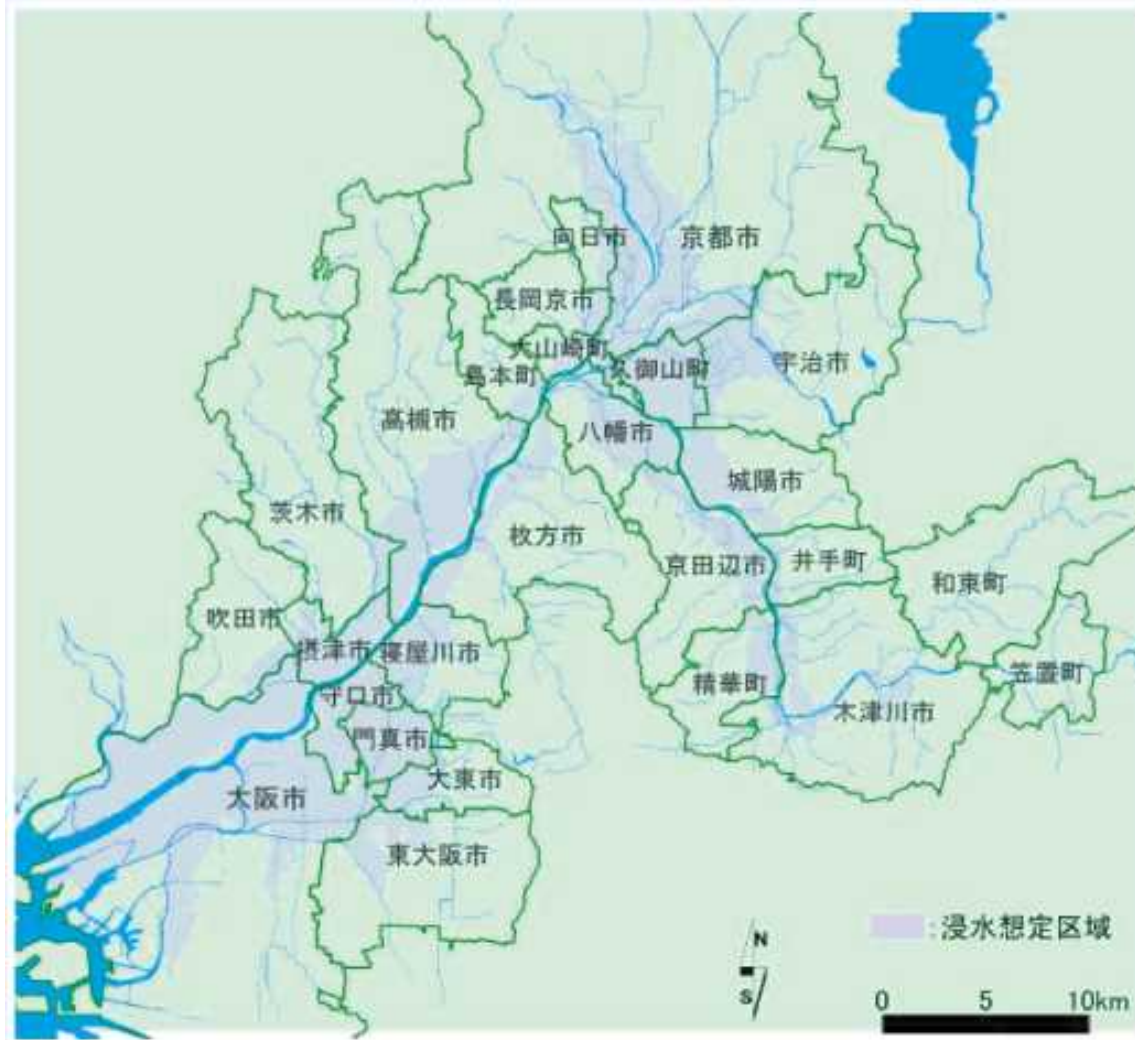 向日市
京都市
長岡京市
大山崎町
久御山町
島本町
宇治市
高槻市
八幡市
城陽市
茨木市
枚方市
京田辺市
井手町
和束町
吹田市
摂津市
寝屋川市
精華町
笠置町
守口市
木津川市
門真市
大東市
大阪市
東大阪市
:浸水想定区域
N
S
0 5 10km